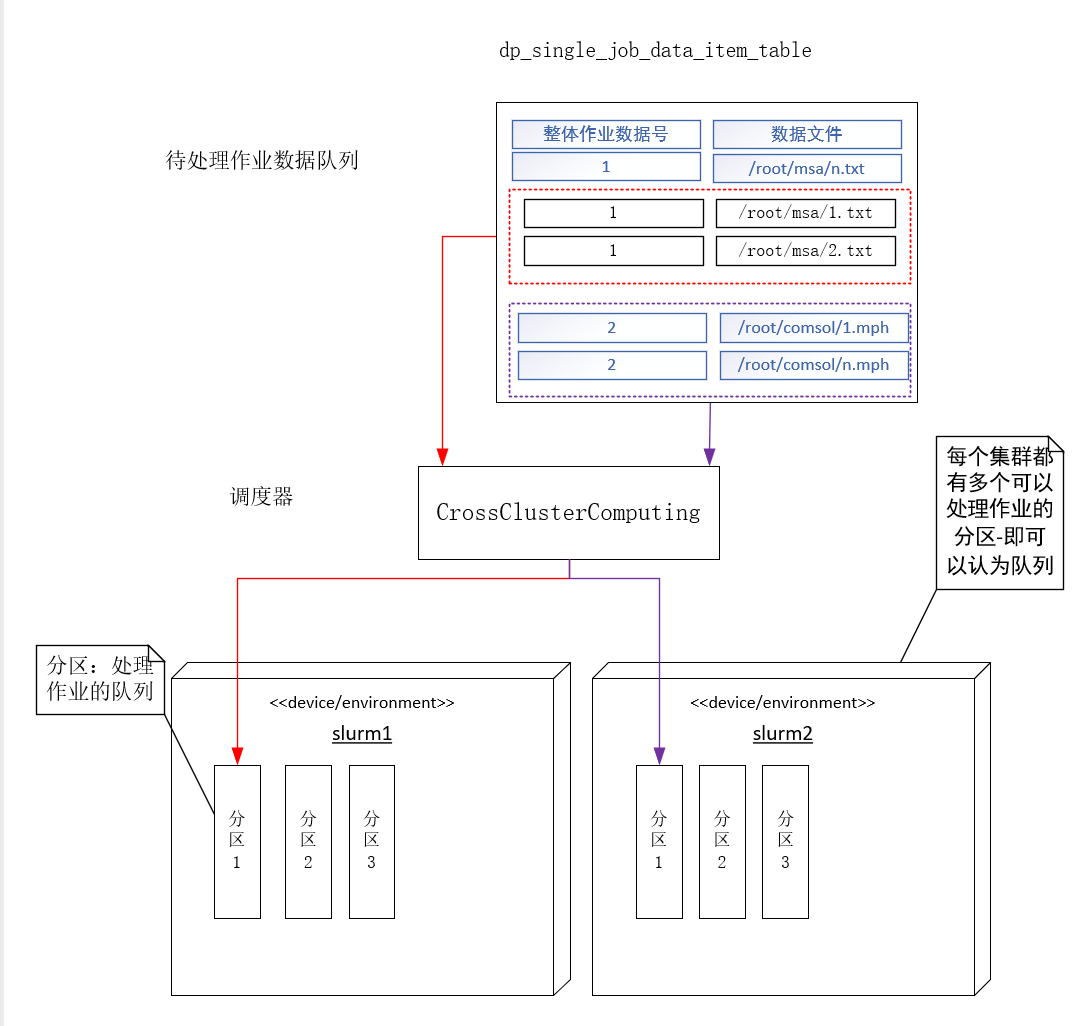 dp_single_job_data_item_table
待处理作业数据队列
整体作业数据号 数据文件
1 /root/msa/n.txt
1 /root/msa/1.txt
1 /root/msa/2.txt
2 /root/comsol/1.mph
2 /root/comsol/n.mph
调度器
CrossClusterComputing
每个集群都
有多个可以
处理作业的
分区-即可
以认为队列
分区：处理
作业的队列
<<device/environment>>
slurm1
分
区
1
分
区
2
分
区
3
<<device/environment>>
slurm2
分
区
1
分
区
2
分
区
3